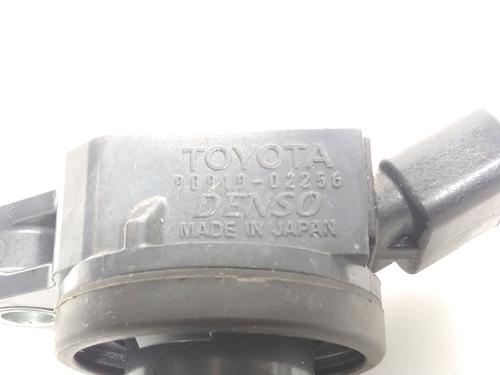 TOYOTA
90919-02256
DENSO
MADE IN JAPAN